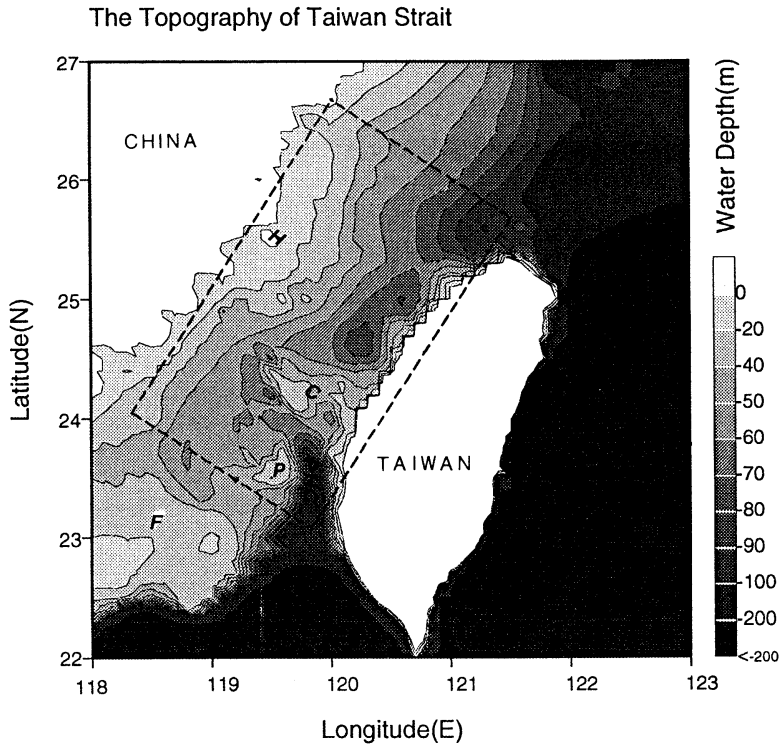 The Topography of Taiwan Strait
27
26
25
24
23
22
Latitude(N)
CHINA
H
C
P
F
TAIWAN
118
119
120
121
122
123
Longitude(E)
Water Depth(m)
0
-20
-40
-50
-60
-70
-80
-90
-100
-200
<-200